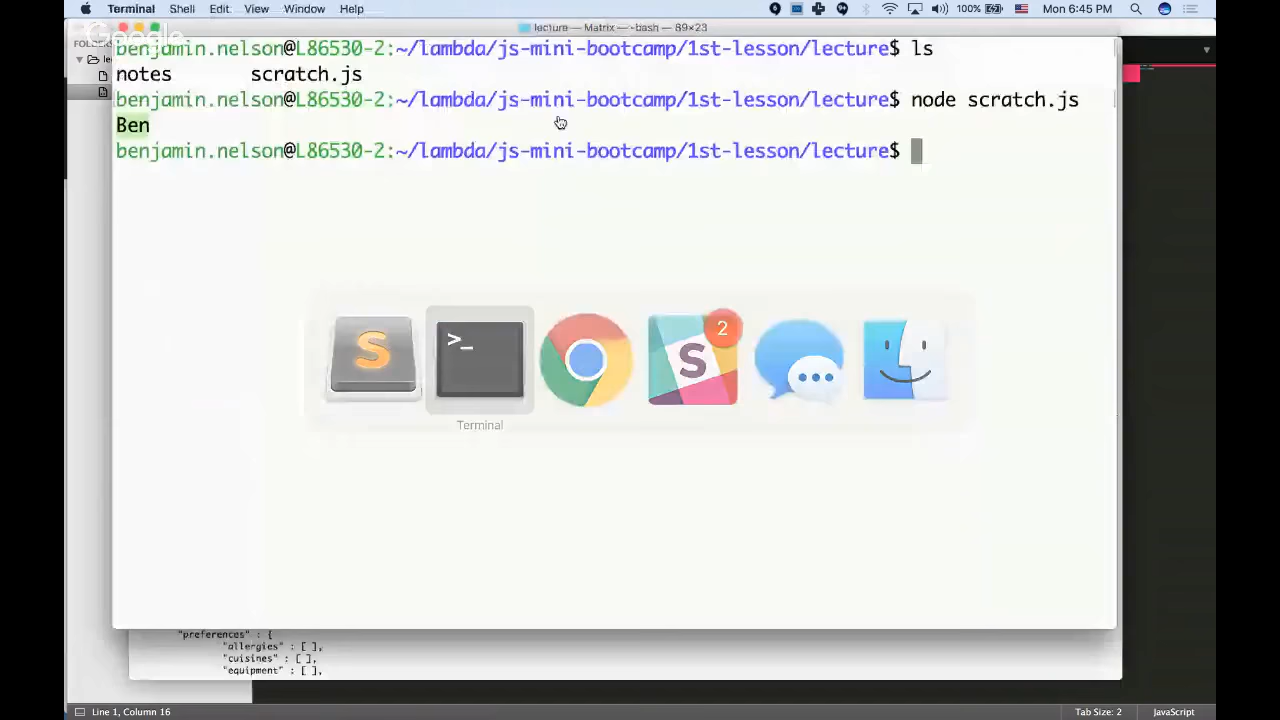 Terminal Shell Edit View Window Help 100% Mon 6:45 PM
lecture — Matrix — -bash — 89×23
Google
FOLDERS
benjamin.nelson@L86530-2:~/lambda/js-mini-bootcamp/1st-lesson/lecture$ ls
notes scratch.js
benjamin.nelson@L86530-2:~/lambda/js-mini-bootcamp/1st-lesson/lecture$ node scratch.js
Ben
benjamin.nelson@L86530-2:~/lambda/js-mini-bootcamp/1st-lesson/lecture$
S >_ S 2
Terminal
"preferences" : {
"allergies" : [ ],
"cuisines" : [ ],
"equipment" : [ ],
Line 1, Column 16 Tab Size: 2 JavaScript